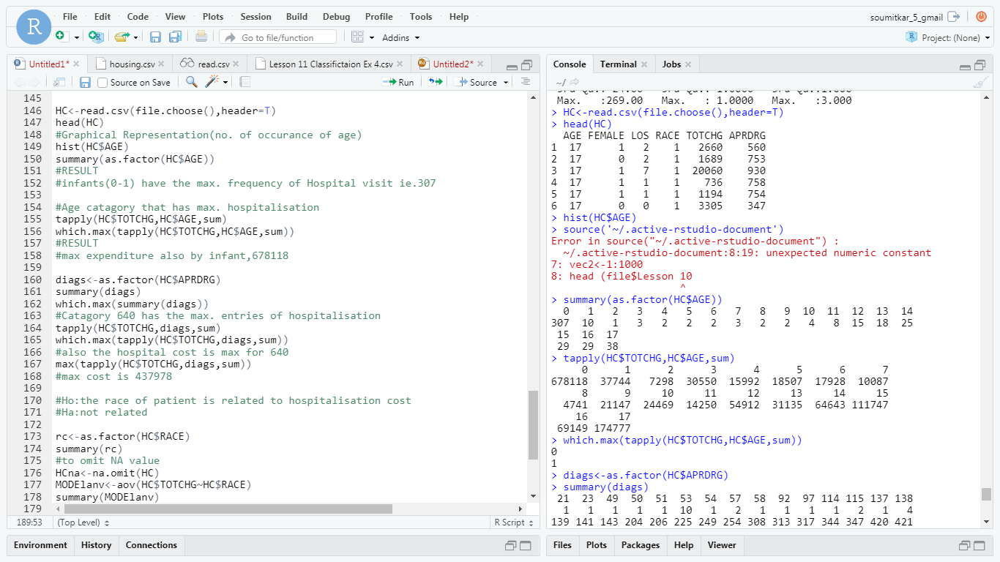 R
File Edit Code View Plots Session Build Debug Profile Tools Help
soumitkar_5_gmail
Go to file/function Addins
Project: (None)
Untitled1* housing.csv read.csv Lesson 11 Classifictaion Ex 4.csv Untitled2*
Source on Save Run Source
145
146 HC<-read.csv(file.choose(),header=T)
147 head(HC)
148 #Graphical Representation(no. of occurance of age)
149 hist(HC$AGE)
150 summary(as.factor(HC$AGE))
151 #RESULT
152 #infants(0-1) have the max. frequency of Hospital visit ie.307
153
154 #Age catagory that has max. hospitalisation
155 tapply(HC$TOTCHG,HC$AGE,sum)
156 which.max(tapply(HC$TOTCHG,HC$AGE,sum))
157 #RESULT
158 #max expenditure also by infant,678118
159
160 diags<-as.factor(HC$APRDRG)
161 summary(diags)
162 which.max(summary(diags))
163 #Catagory 640 has the max. entries of hospitalisation
164 tapply(HC$TOTCHG,diags,sum)
165 which.max(tapply(HC$TOTCHG,diags,sum))
166 #also the hospital cost is max for 640
167 max(tapply(HC$TOTCHG,diags,sum))
168 #max cost is 437978
169
170 #Ho:the race of patient is related to hospitalisation cost
171 #Ha:not related
172
173 rc<-as.factor(HC$RACE)
174 summary(rc)
175 #to omit NA value
176 HCna<-na.omit(HC)
177 MODElanv<-aov(HC$TOTCHG~HC$RACE)
178 summary(MODElanv)
179
189:53 (Top Level) R Script
Environment History Connections
Console Terminal Jobs
~/
Max. :269.00 Max. : 1.0000 Max. :3.000
> HC<-read.csv(file.choose(),header=T)
> head(HC)
AGE FEMALE LOS RACE TOTCHG APRDRG
1 17 1 2 1 2660 560
2 17 0 2 1 1689 753
3 17 1 7 1 20060 930
4 17 1 1 1 736 758
5 17 1 1 1 1194 754
6 17 0 0 1 3305 347
> hist(HC$AGE)
> source('~/.active-rstudio-document')
Error in source("~/.active-rstudio-document") :
~/.active-rstudio-document:8:19: unexpected numeric constant
7: vec2<-1:1000
8: head (file$Lesson 10
^
> summary(as.factor(HC$AGE))
0 1 2 3 4 5 6 7 8 9 10 11 12 13 14
307 10 1 3 2 2 2 3 2 2 4 8 15 18 25
15 16 17
29 29 38
> tapply(HC$TOTCHG,HC$AGE,sum)
0 1 2 3 4 5 6 7
678118 37744 7298 30550 15992 18507 17928 10087
8 9 10 11 12 13 14 15
4741 21147 24469 14250 54912 31135 64643 111747
16 17
69149 174777
> which.max(tapply(HC$TOTCHG,HC$AGE,sum))
0
1
> diags<-as.factor(HC$APRDRG)
> summary(diags)
21 23 49 50 51 53 54 57 58 92 97 114 115 137 138
1 1 1 1 1 10 1 2 1 1 1 1 2 1 4
139 141 143 204 206 225 249 254 308 313 317 344 347 420 421
Files Plots Packages Help Viewer